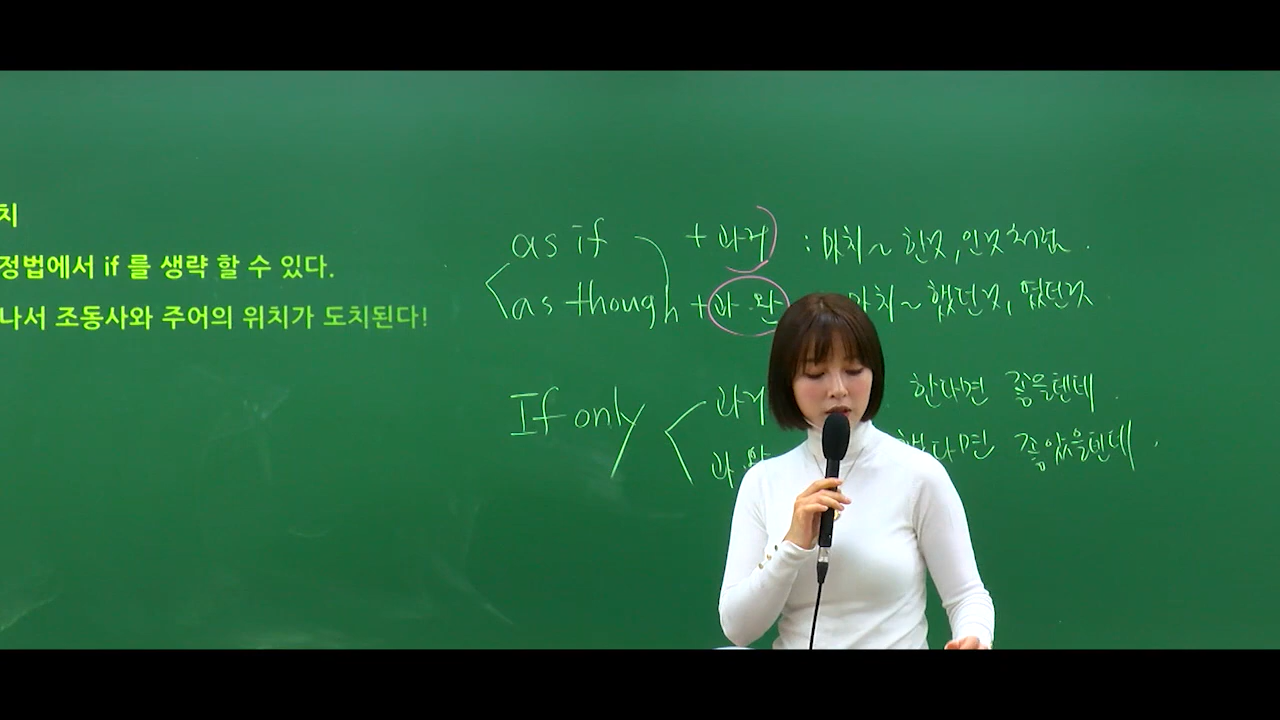 치
정법에서 if 를 생략 할 수 있다.
나서 조동사와 주어의 위치가 도치된다!
as if + 과거 : 마치~ 한것, 인것처럼.
as though + 과.완 마치~ 했던것, 였던것
If only
과거 한다면 좋을텐데.
과.완 했다면 좋았을텐데.